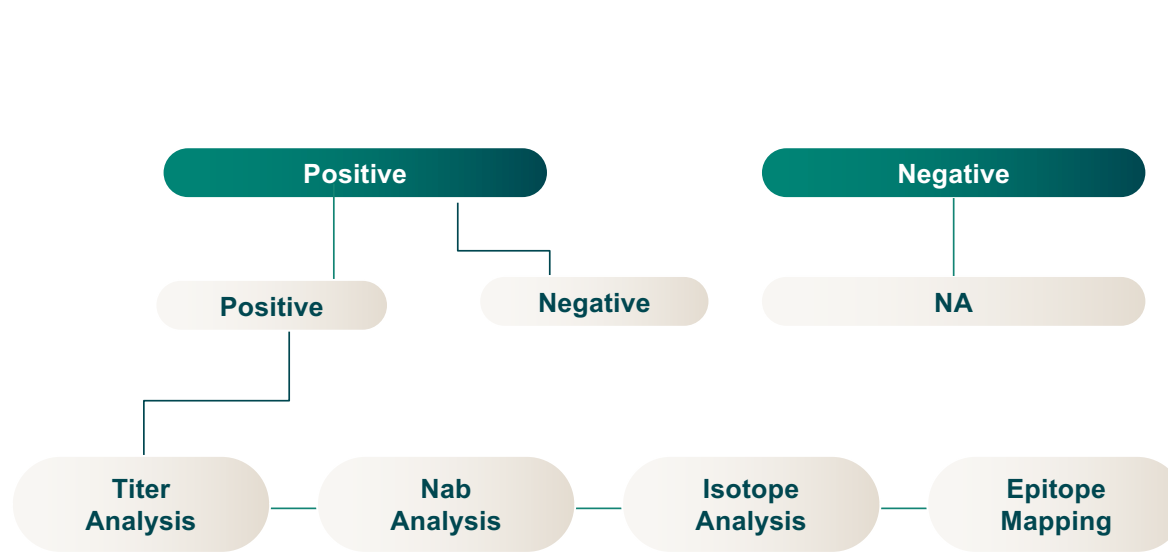 Positive
Negative
Positive
Negative
NA
Titer
Analysis
Nab
Analysis
Isotope
Analysis
Epitope
Mapping